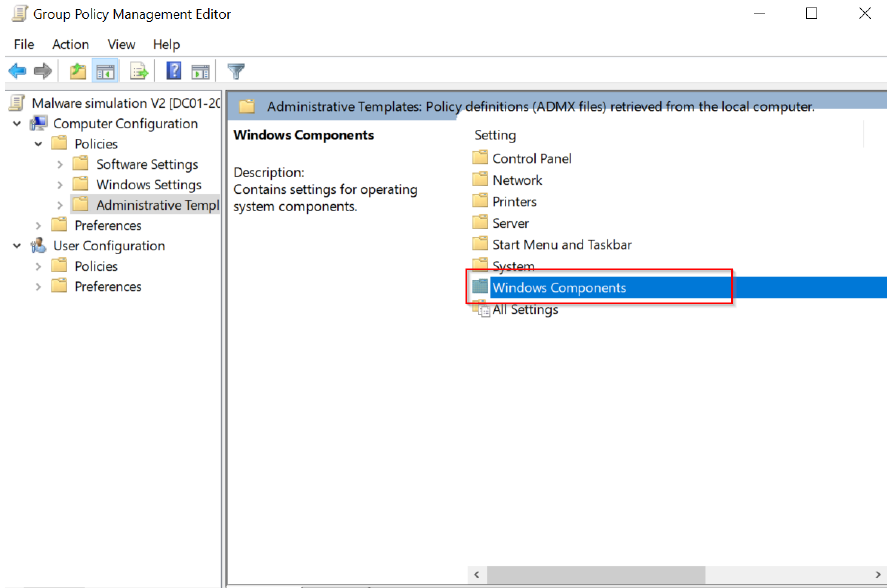 Group Policy Management Editor
File Action View Help
Malware simulation V2 [DC01-20
Computer Configuration
Policies
Software Settings
Windows Settings
Administrative Templ
Preferences
User Configuration
Policies
Preferences
Administrative Templates: Policy definitions (ADMX files) retrieved from the local computer.
Windows Components
Description:
Contains settings for operating
system components.
Setting
Control Panel
Network
Printers
Server
Start Menu and Taskbar
System
Windows Components
All Settings